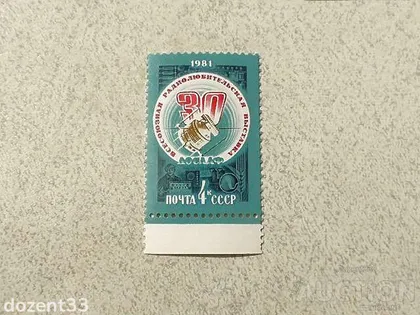 1981
ВСЕСОЮЗНАЯ РАДИОЛЮБИТЕЛЬСКАЯ ВЫСТАВКА
30
ДОСААФ
ПОЧТА 4К СССР
dozent33